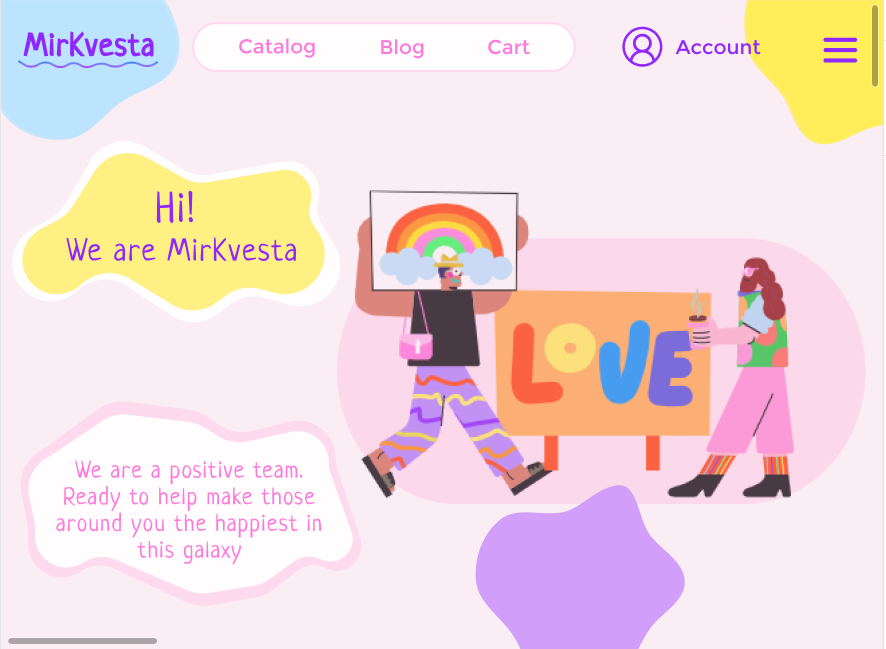 MirKvesta
Catalog
Blog
Cart
Account
Hi!
We are MirKvesta
LOVE
We are a positive team.
Ready to help make those
around you the happiest in
this galaxy